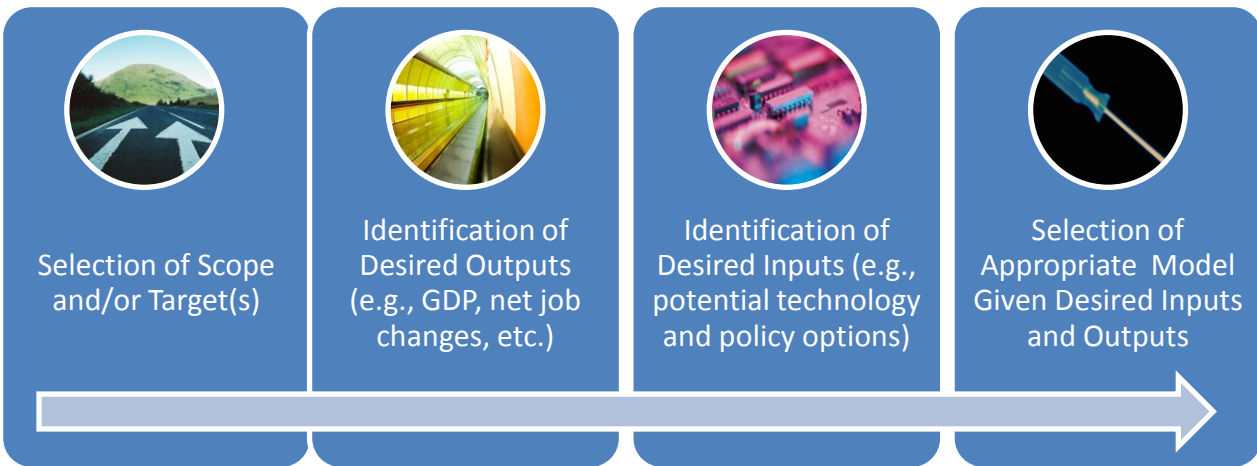 Selection of Scope
and/or Target(s)
Identification of
Desired Outputs
(e.g., GDP, net job
changes, etc.)
Identification of
Desired Inputs (e.g.,
potential technology
and policy options)
Selection of
Appropriate Model
Given Desired Inputs
and Outputs